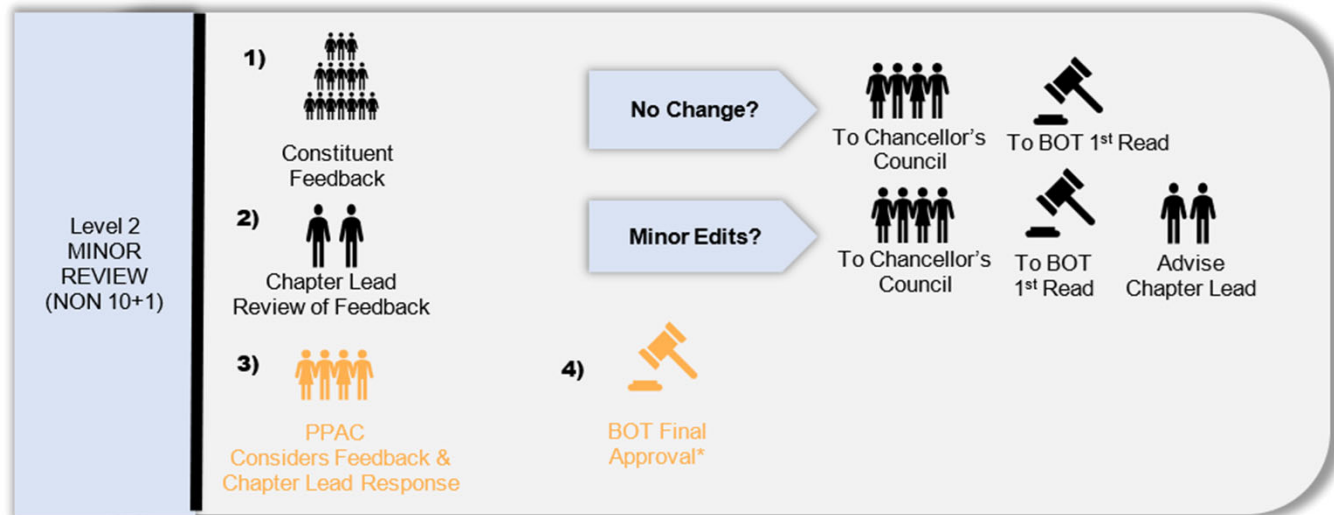 Level 2
MINOR
REVIEW
(NON 10+1)
1)
Constituent
Feedback
2)
Chapter Lead
Review of Feedback
3)
PPAC
Considers Feedback &
Chapter Lead Response
No Change?
To Chancellor's
Council
To BOT 1st Read
Minor Edits?
To Chancellor's
Council
To BOT
1st Read
Advise
Chapter Lead
4)
BOT Final
Approval*